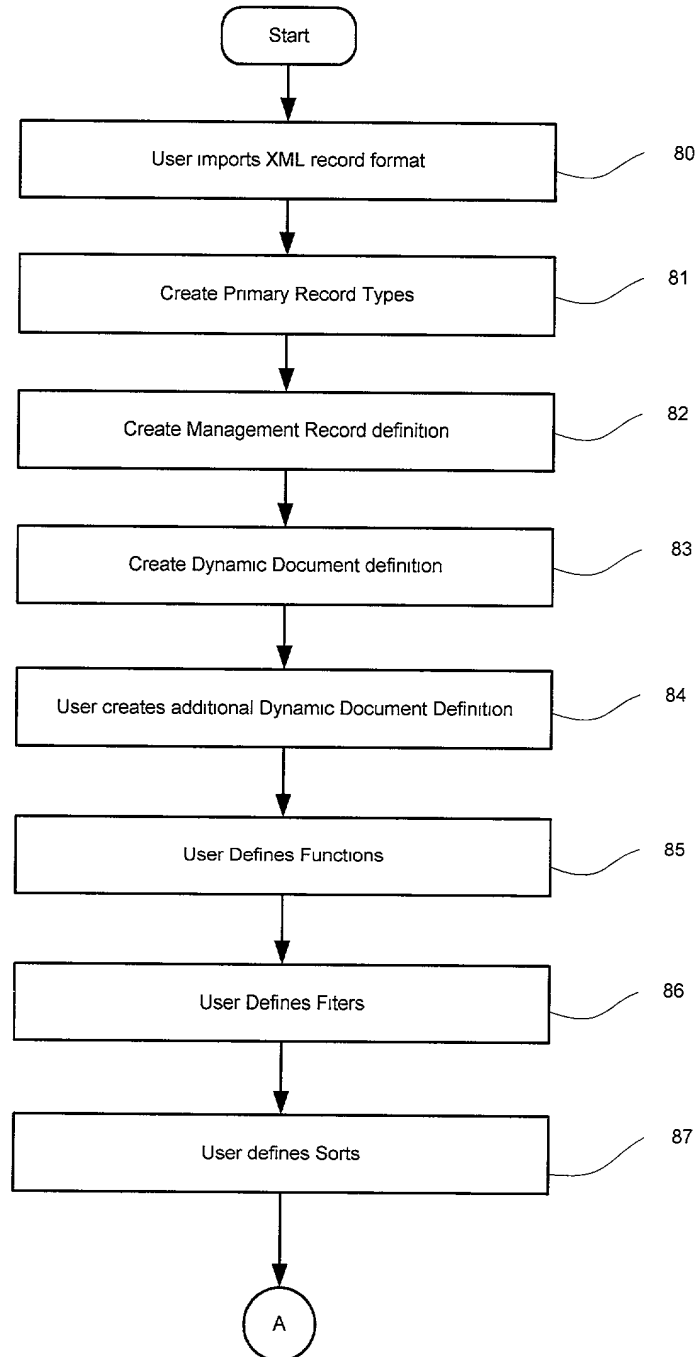 Start
User imports XML record format
80
Create Primary Record Types
81
Create Management Record definition
82
Create Dynamic Document definition
83
User creates additional Dynamic Document Definition
84
User Defines Functions
85
User Defines Fiters
86
User defines Sorts
87
A